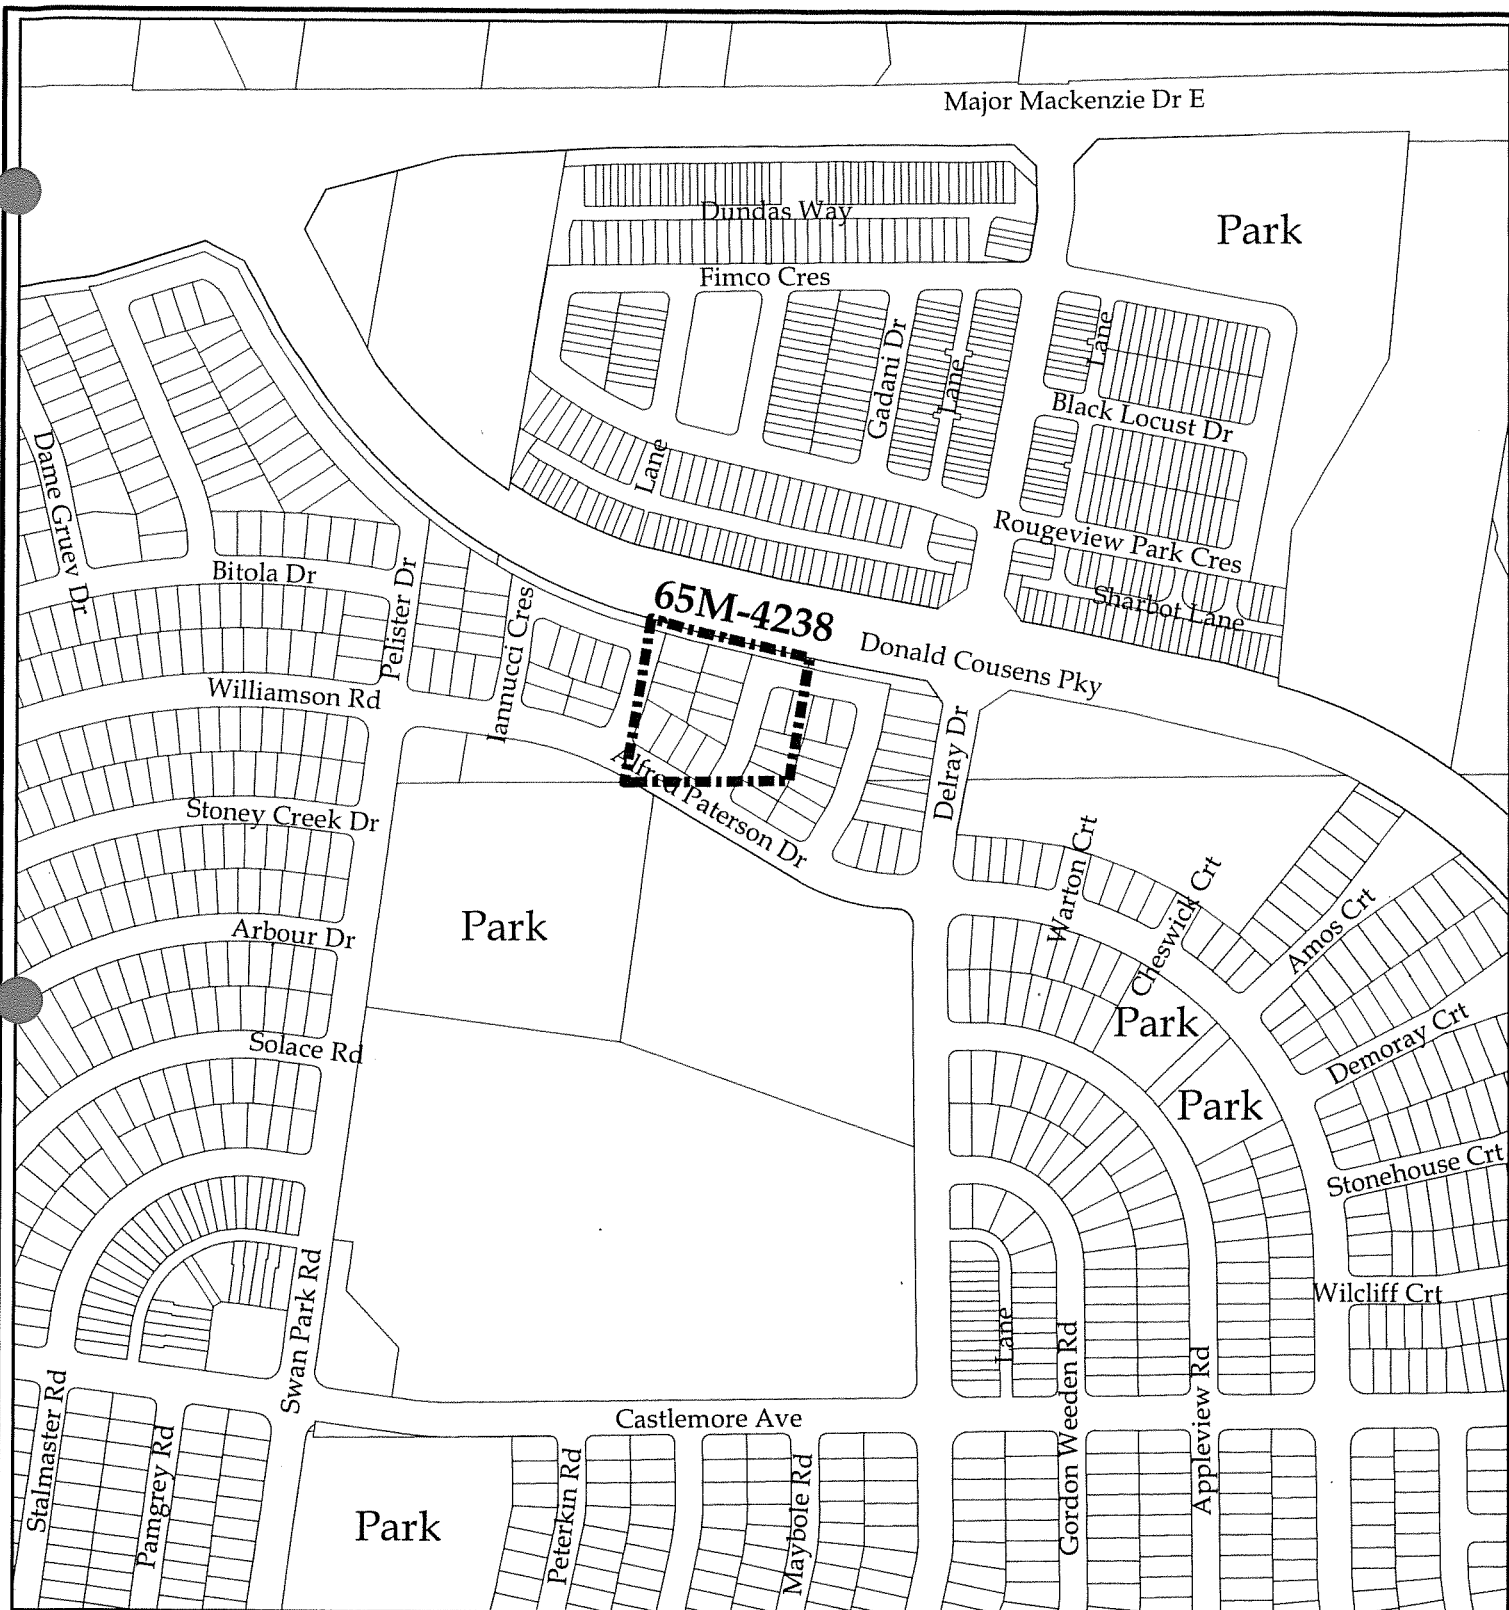 Major Mackenzie Dr E
Dundas Way
Park
Fimco Cres
Gadani Dr
Lane
Lane
Black Locust Dr
Dame Gruev Dr
Lane
Rougeview Park Cres
Bitola Dr
Pelister Dr
Iannucci Cres
65M-4238
Sharbot Lane
Donald Cousens Pky
Williamson Rd
Delray Dr
Alfred Paterson Dr
Stoney Creek Dr
Warton Crt
Cheswick Crt
Amos Crt
Park
Arbour Dr
Park
Demoray Crt
Solace Rd
Park
Stonehouse Crt
Swan Park Rd
Wilcliff Crt
Lane
Gordon Weeden Rd
Appleview Rd
Castlemore Ave
Stalmaster Rd
Pamgrey Rd
Peterkin Rd
Maybole Rd
Park